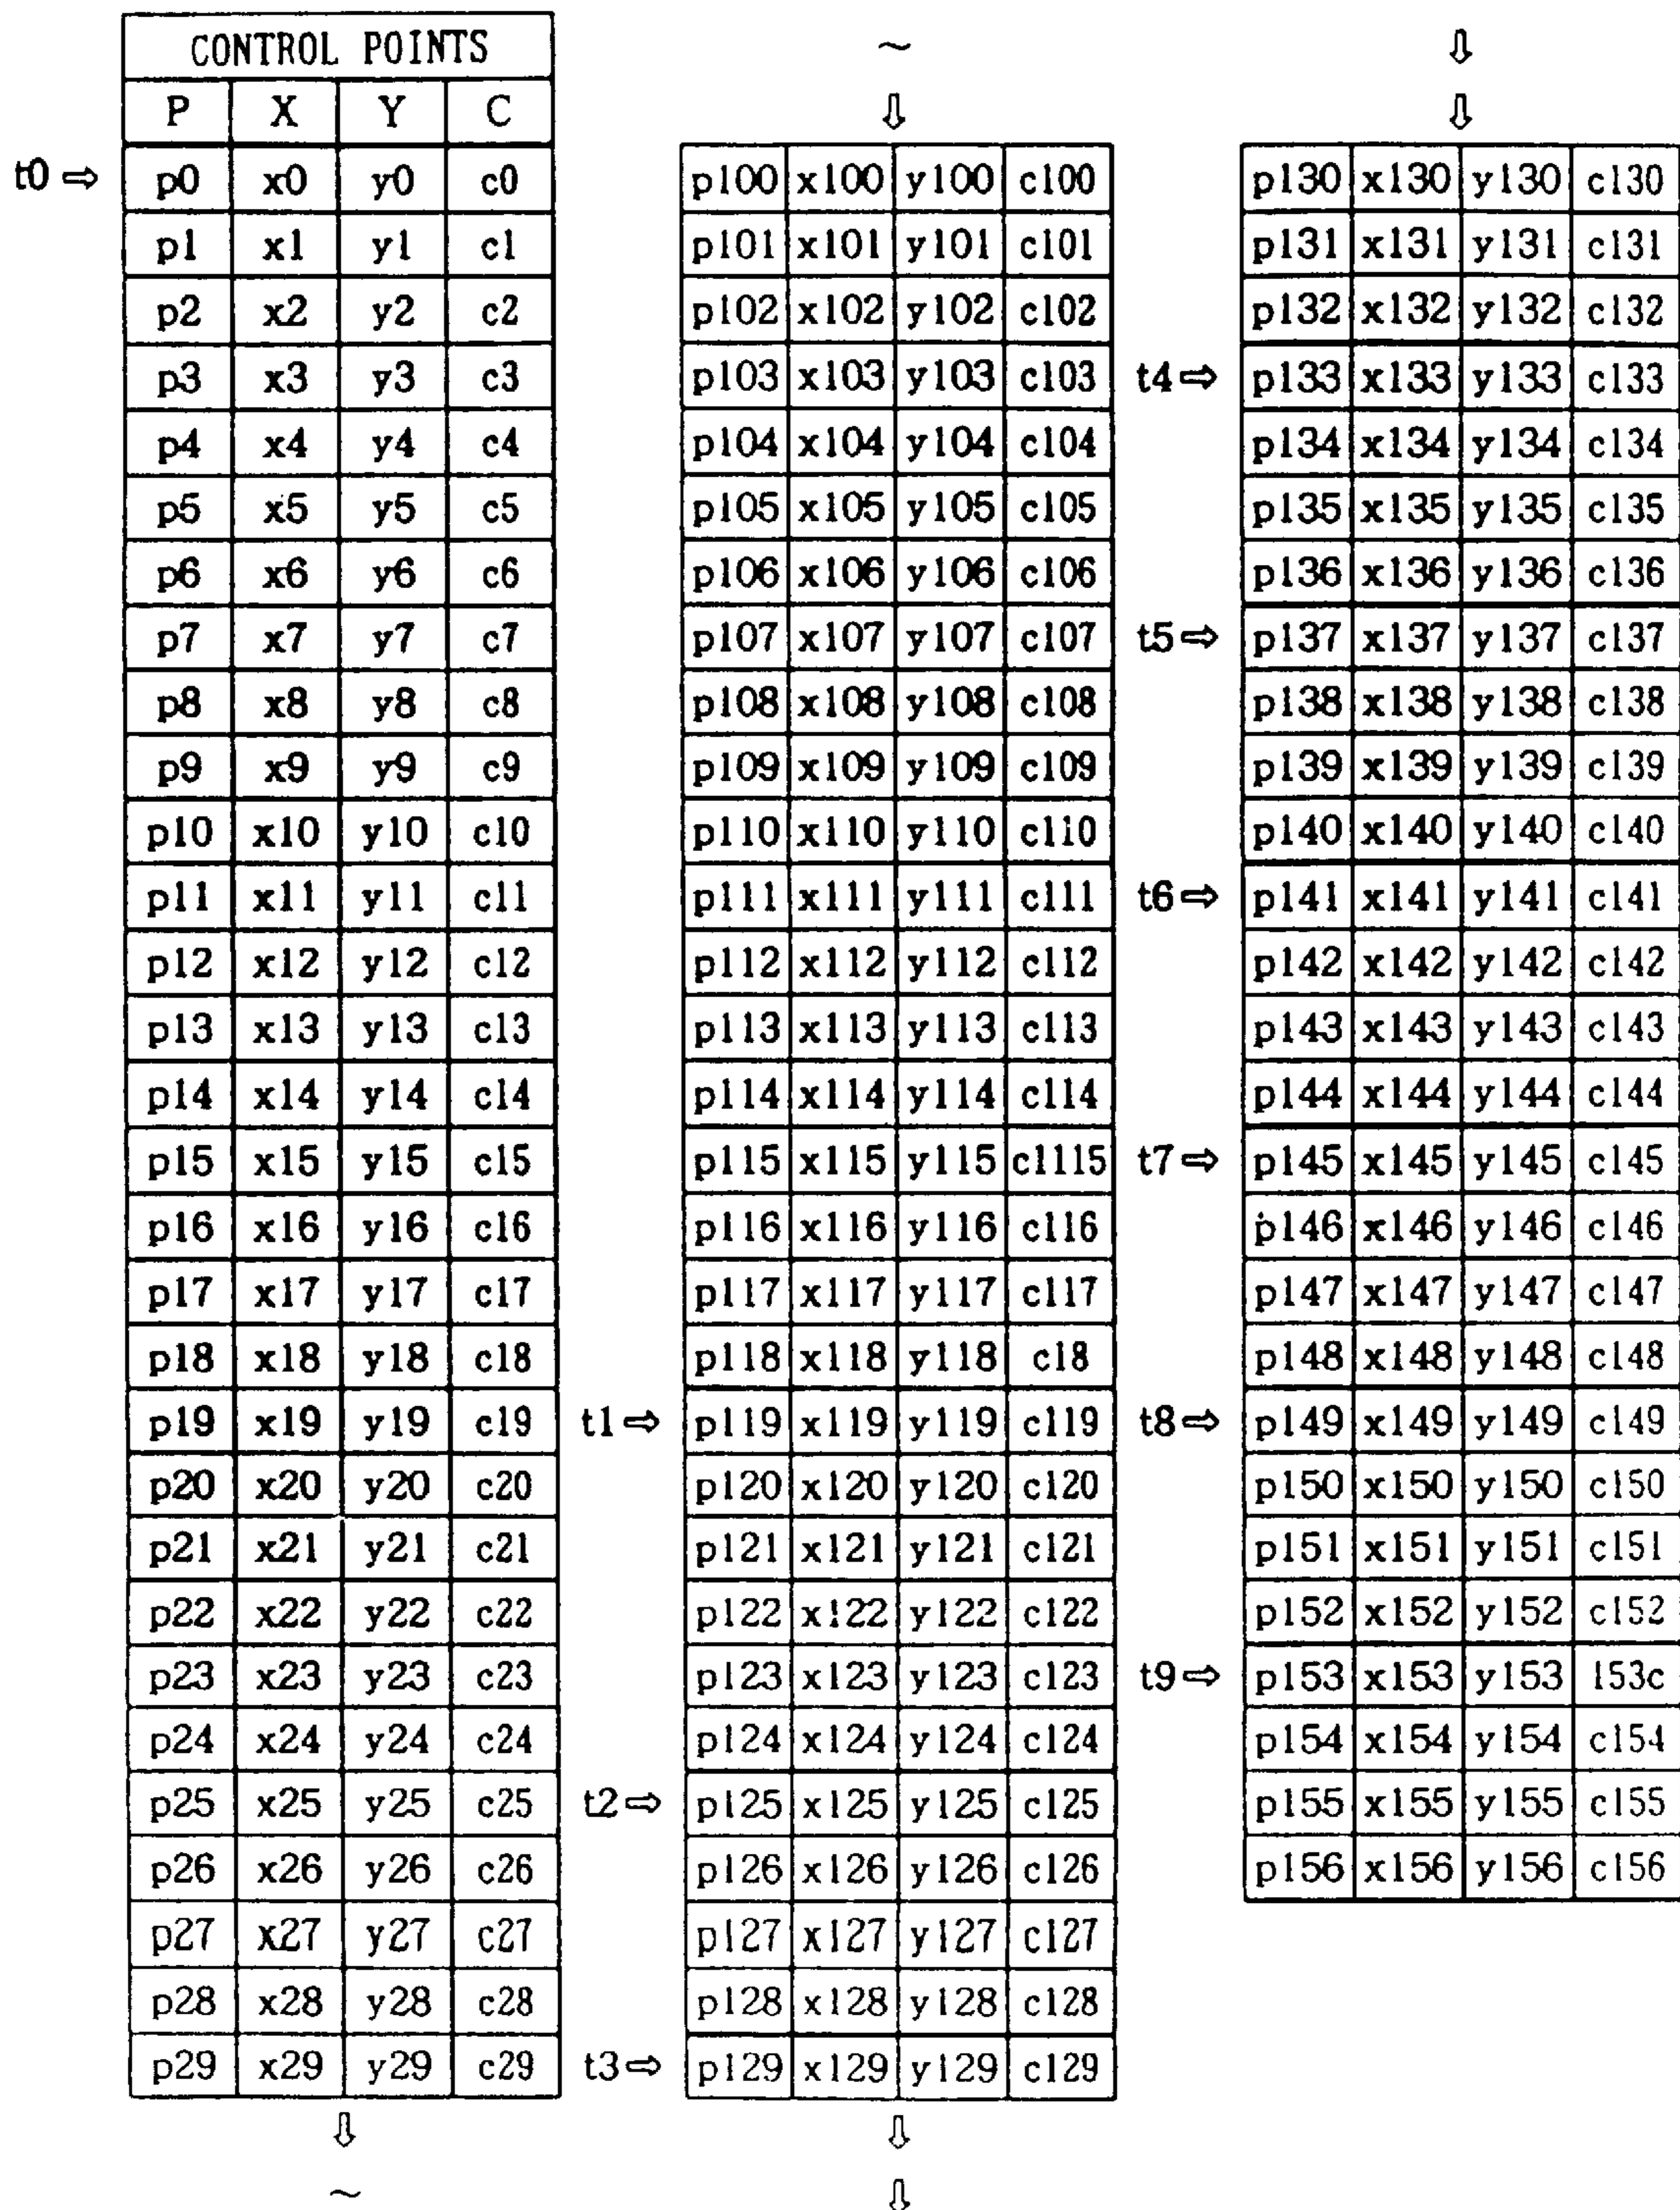 CONTROL POINTS
P X Y C
t0 ⇒ p0 x0 y0 c0
p1 x1 y1 c1
p2 x2 y2 c2
p3 x3 y3 c3
p4 x4 y4 c4
p5 x5 y5 c5
p6 x6 y6 c6
p7 x7 y7 c7
p8 x8 y8 c8
p9 x9 y9 c9
p10 x10 y10 c10
p11 x11 y11 c11
p12 x12 y12 c12
p13 x13 y13 c13
p14 x14 y14 c14
p15 x15 y15 c15
p16 x16 y16 c16
p17 x17 y17 c17
p18 x18 y18 c18
p19 x19 y19 c19
p20 x20 y20 c20
p21 x21 y21 c21
p22 x22 y22 c22
p23 x23 y23 c23
p24 x24 y24 c24
p25 x25 y25 c25
p26 x26 y26 c26
p27 x27 y27 c27
p28 x28 y28 c28
p29 x29 y29 c29
⇩
~
~
⇩
p100 x100 y100 c100
p101 x101 y101 c101
p102 x102 y102 c102
p103 x103 y103 c103
p104 x104 y104 c104
p105 x105 y105 c105
p106 x106 y106 c106
p107 x107 y107 c107
p108 x108 y108 c108
p109 x109 y109 c109
p110 x110 y110 c110
p111 x111 y111 c111
p112 x112 y112 c112
p113 x113 y113 c113
p114 x114 y114 c114
p115 x115 y115 c1115
p116 x116 y116 c116
p117 x117 y117 c117
p118 x118 y118 c18
t1 ⇒ p119 x119 y119 c119
p120 x120 y120 c120
p121 x121 y121 c121
p122 x122 y122 c122
p123 x123 y123 c123
p124 x124 y124 c124
t2 ⇒ p125 x125 y125 c125
p126 x126 y126 c126
p127 x127 y127 c127
p128 x128 y128 c128
t3 ⇒ p129 x129 y129 c129
⇩
⇩
⇩
⇩
p130 x130 y130 c130
p131 x131 y131 c131
p132 x132 y132 c132
t4 ⇒ p133 x133 y133 c133
p134 x134 y134 c134
p135 x135 y135 c135
p136 x136 y136 c136
t5 ⇒ p137 x137 y137 c137
p138 x138 y138 c138
p139 x139 y139 c139
p140 x140 y140 c140
t6 ⇒ p141 x141 y141 c141
p142 x142 y142 c142
p143 x143 y143 c143
p144 x144 y144 c144
t7 ⇒ p145 x145 y145 c145
p146 x146 y146 c146
p147 x147 y147 c147
p148 x148 y148 c148
t8 ⇒ p149 x149 y149 c149
p150 x150 y150 c150
p151 x151 y151 c151
p152 x152 y152 c152
t9 ⇒ p153 x153 y153 153c
p154 x154 y154 c154
p155 x155 y155 c155
p156 x156 y156 c156